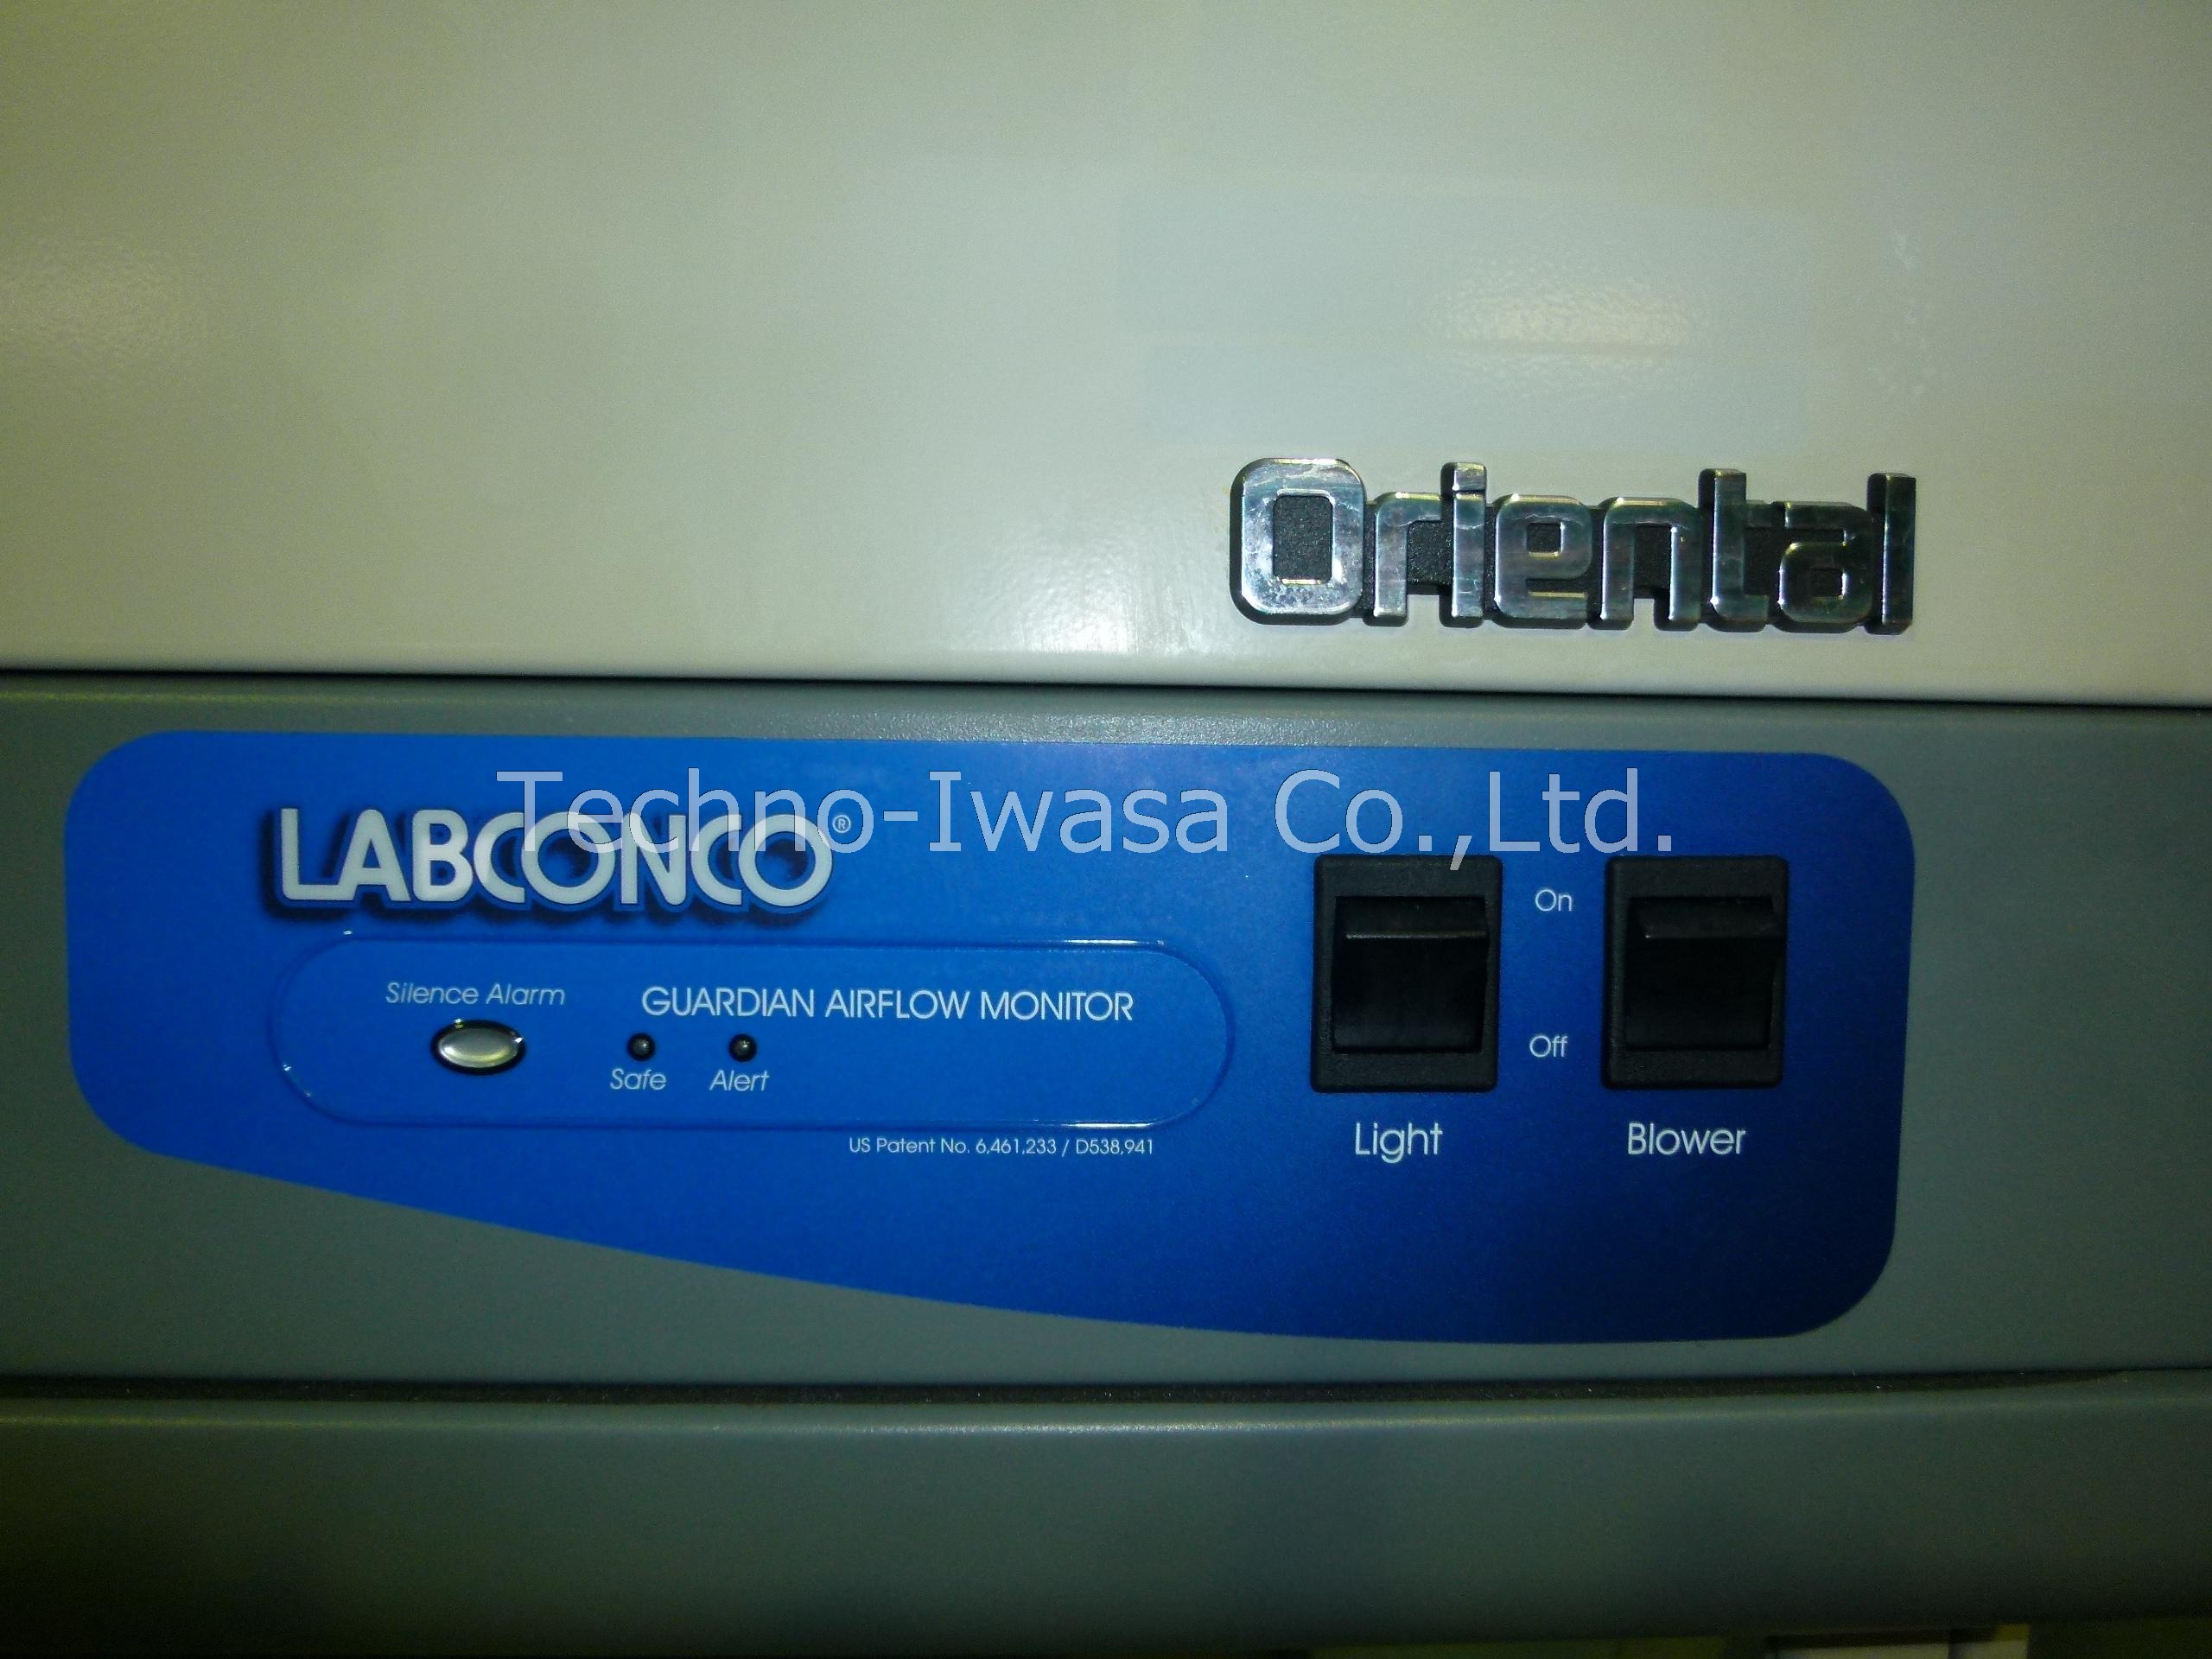 Oriental
Techno-Iwasa Co.,Ltd.
LABCONCO®
On
Silence Alarm
GUARDIAN AIRFLOW MONITOR
Off
Safe
Alert
US Patent No. 6,461,233 / D538,941
Light
Blower